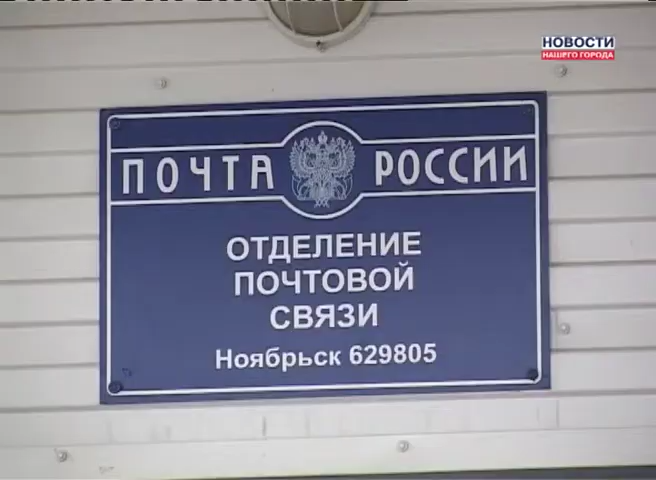 НОВОСТИ
НАШЕГО ГОРОДА
ПОЧТА РОССИИ
ОТДЕЛЕНИЕ
ПОЧТОВОЙ
СВЯЗИ
Ноябрьск 629805